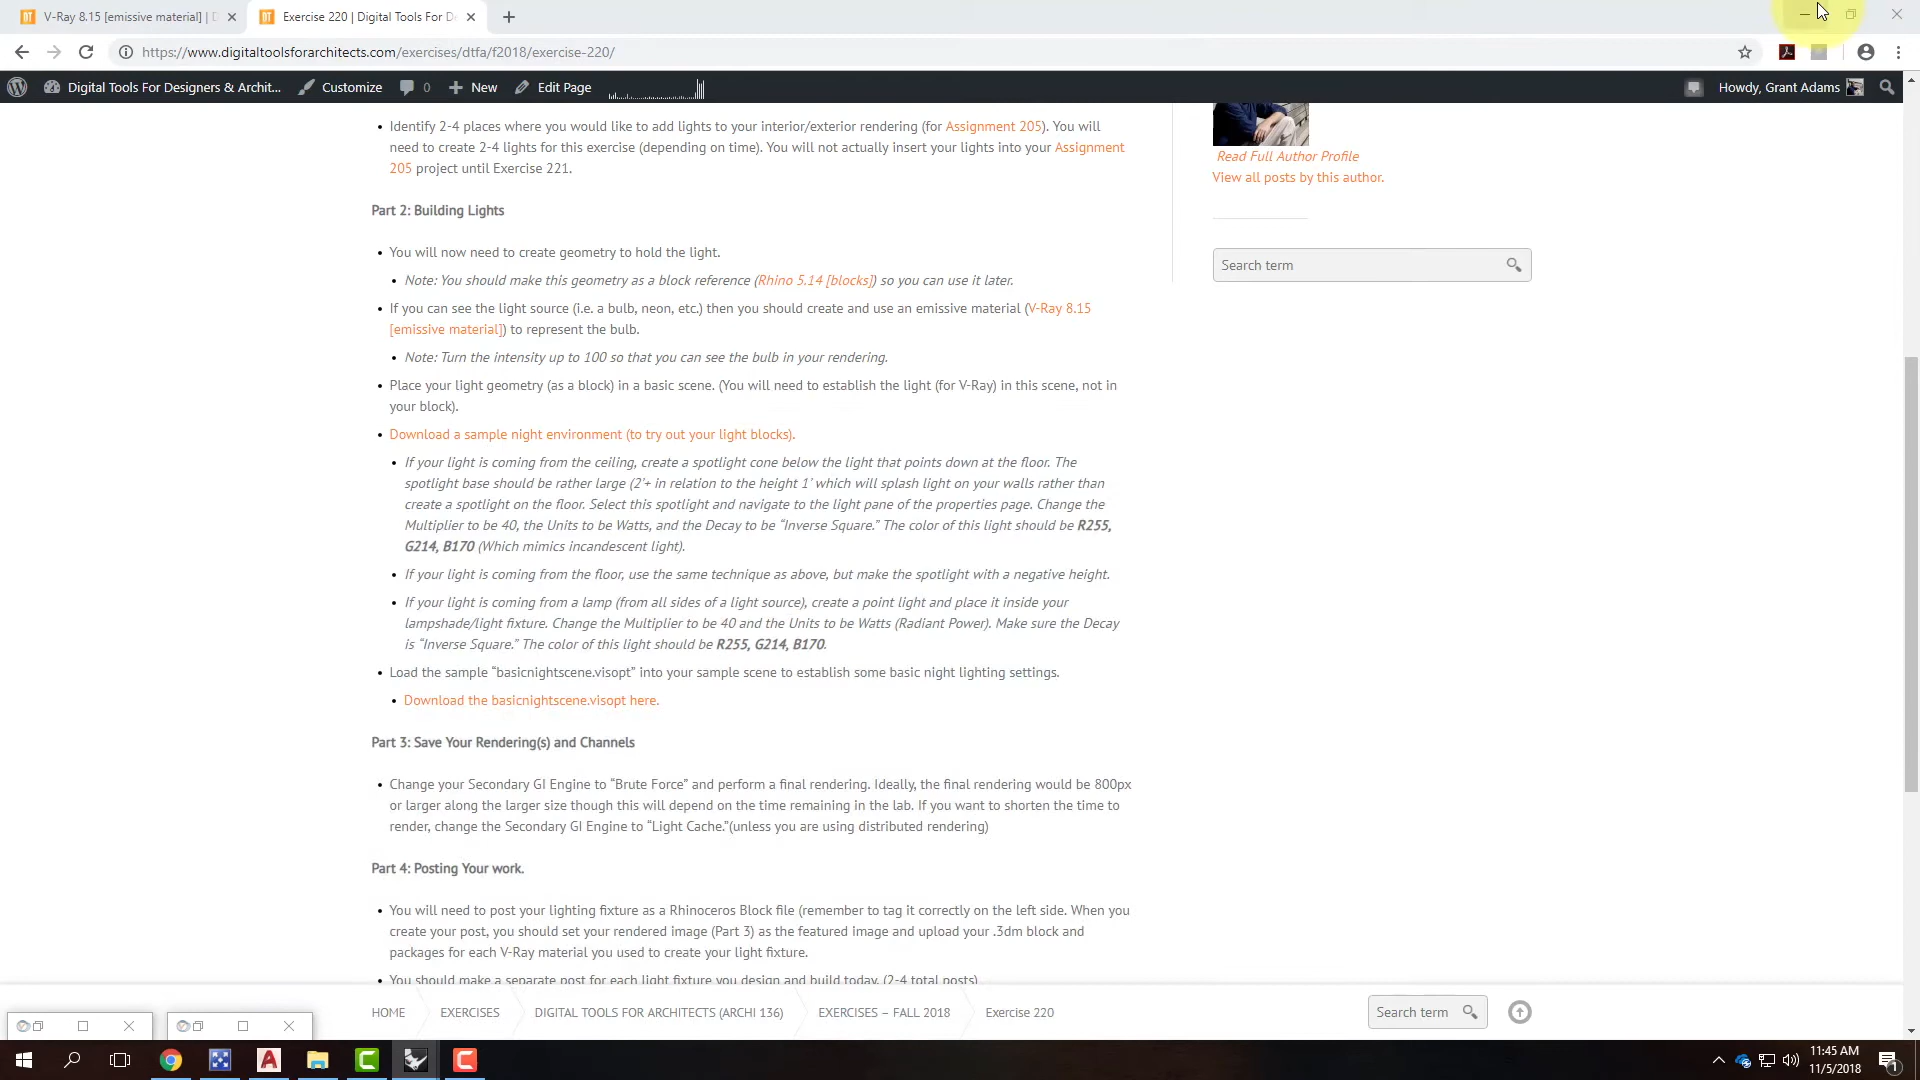 V-Ray 8.15 [emissive material] | D
Exercise 220 | Digital Tools For De
https://www.digitaltoolsforarchitects.com/exercises/dtfa/f2018/exercise-220/
Digital Tools For Designers & Archit...
Customize
0
New
Edit Page
Howdy, Grant Adams
Identify 2-4 places where you would like to add lights to your interior/exterior rendering (for Assignment 205). You will
need to create 2-4 lights for this exercise (depending on time). You will not actually insert your lights into your Assignment
205 project until Exercise 221.
Read Full Author Profile
View all posts by this author.
Search term
Part 2: Building Lights
You will now need to create geometry to hold the light.
Note: You should make this geometry as a block reference (Rhino 5.14 [blocks]) so you can use it later.
If you can see the light source (i.e. a bulb, neon, etc.) then you should create and use an emissive material (V-Ray 8.15
[emissive material]) to represent the bulb.
Note: Turn the intensity up to 100 so that you can see the bulb in your rendering.
Place your light geometry (as a block) in a basic scene. (You will need to establish the light (for V-Ray) in this scene, not in
your block).
Download a sample night environment (to try out your light blocks).
If your light is coming from the ceiling, create a spotlight cone below the light that points down at the floor. The
spotlight base should be rather large (2'+ in relation to the height 1' which will splash light on your walls rather than
create a spotlight on the floor. Select this spotlight and navigate to the light pane of the properties page. Change the
Multiplier to be 40, the Units to be Watts, and the Decay to be “Inverse Square.” The color of this light should be R255,
G214, B170 (Which mimics incandescent light).
If your light is coming from the floor, use the same technique as above, but make the spotlight with a negative height.
If your light is coming from a lamp (from all sides of a light source), create a point light and place it inside your
lampshade/light fixture. Change the Multiplier to be 40 and the Units to be Watts (Radiant Power). Make sure the Decay
is “Inverse Square.” The color of this light should be R255, G214, B170.
Load the sample “basicnightscene.visopt” into your sample scene to establish some basic night lighting settings.
Download the basicnightscene.visopt here.
Part 3: Save Your Rendering(s) and Channels
Change your Secondary GI Engine to “Brute Force” and perform a final rendering. Ideally, the final rendering would be 800px
or larger along the larger size though this will depend on the time remaining in the lab. If you want to shorten the time to
render, change the Secondary GI Engine to “Light Cache.”(unless you are using distributed rendering)
Part 4: Posting Your work.
You will need to post your lighting fixture as a Rhinoceros Block file (remember to tag it correctly on the left side. When you
create your post, you should set your rendered image (Part 3) as the featured image and upload your .3dm block and
packages for each V-Ray material you used to create your light fixture.
You should make a separate post for each light fixture you design and build today. (2-4 total posts)
HOME
EXERCISES
DIGITAL TOOLS FOR ARCHITECTS (ARCHI 136)
EXERCISES – FALL 2018
Exercise 220
Search term
11:45 AM
11/5/2018
1